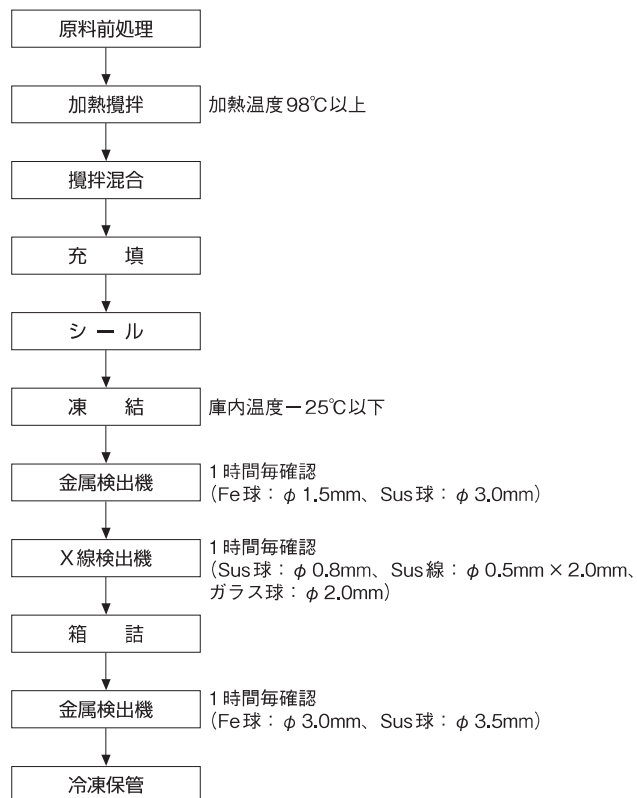 原料前処理
加熱攪拌 加熱温度98℃以上
攪拌混合
充　填
シ ー ル
凍　結 庫内温度－25℃以下
金属検出機 1時間毎確認
（Fe球：φ1.5mm、Sus球：φ3.0mm）
X線検出機 1時間毎確認
（Sus球：φ0.8mm、Sus線：φ0.5mm×2.0mm、
ガラス球：φ2.0mm）
箱　詰
金属検出機 1時間毎確認
（Fe球：φ3.0mm、Sus球：φ3.5mm）
冷凍保管